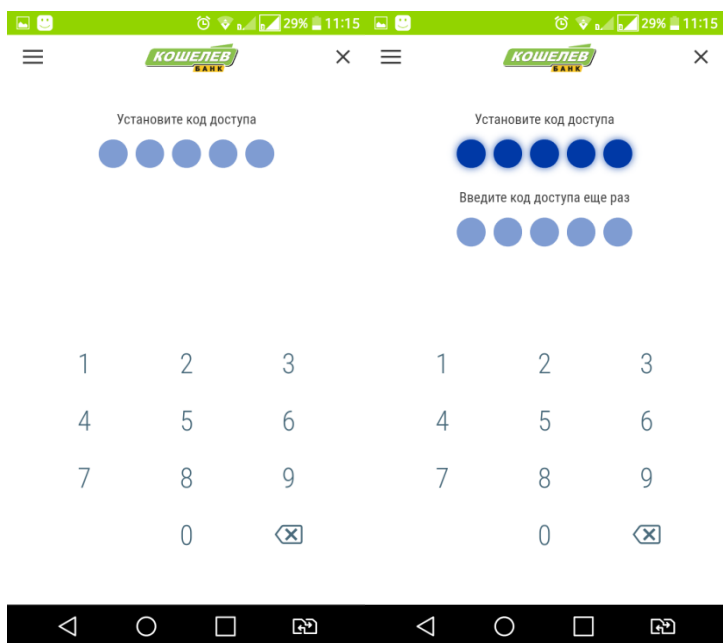 29% 11:15
КОШЕЛЕВ
БАНК
Установите код доступа
1 2 3
4 5 6
7 8 9
0
29% 11:15
КОШЕЛЕВ
БАНК
Установите код доступа
Введите код доступа еще раз
1 2 3
4 5 6
7 8 9
0